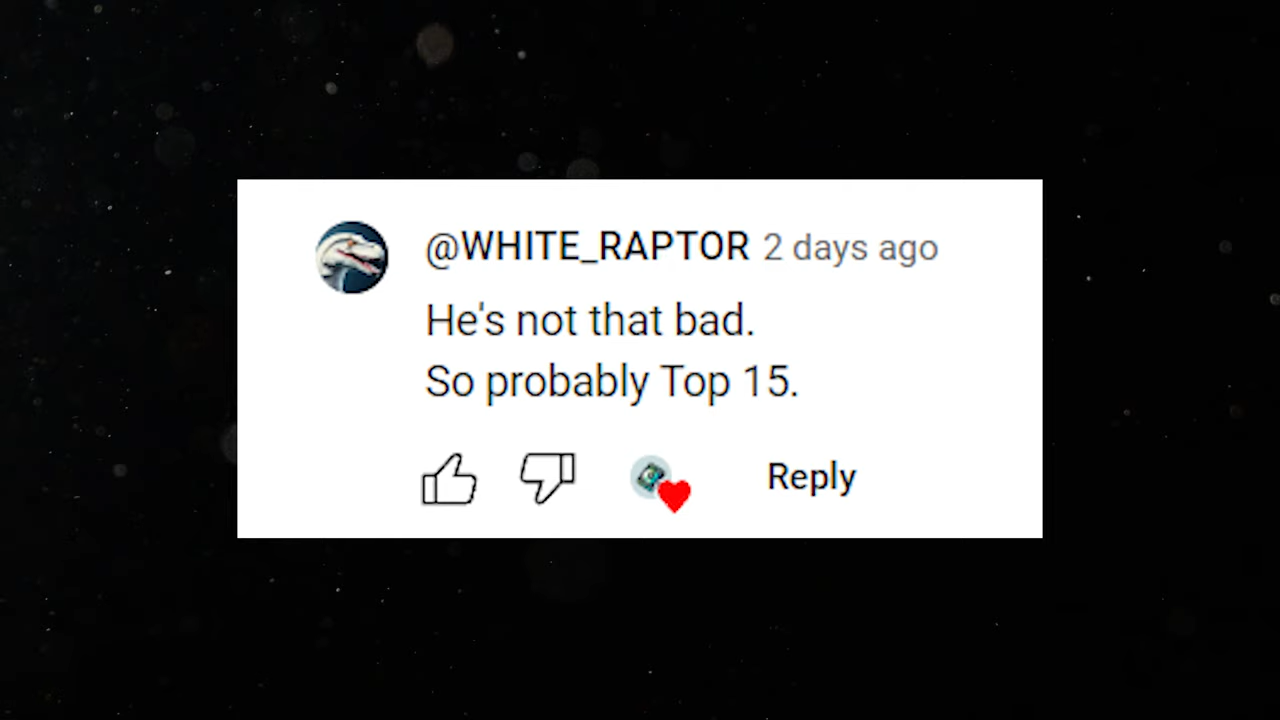 @WHITE_RAPTOR 2 days ago
He's not that bad.
So probably Top 15.
Reply